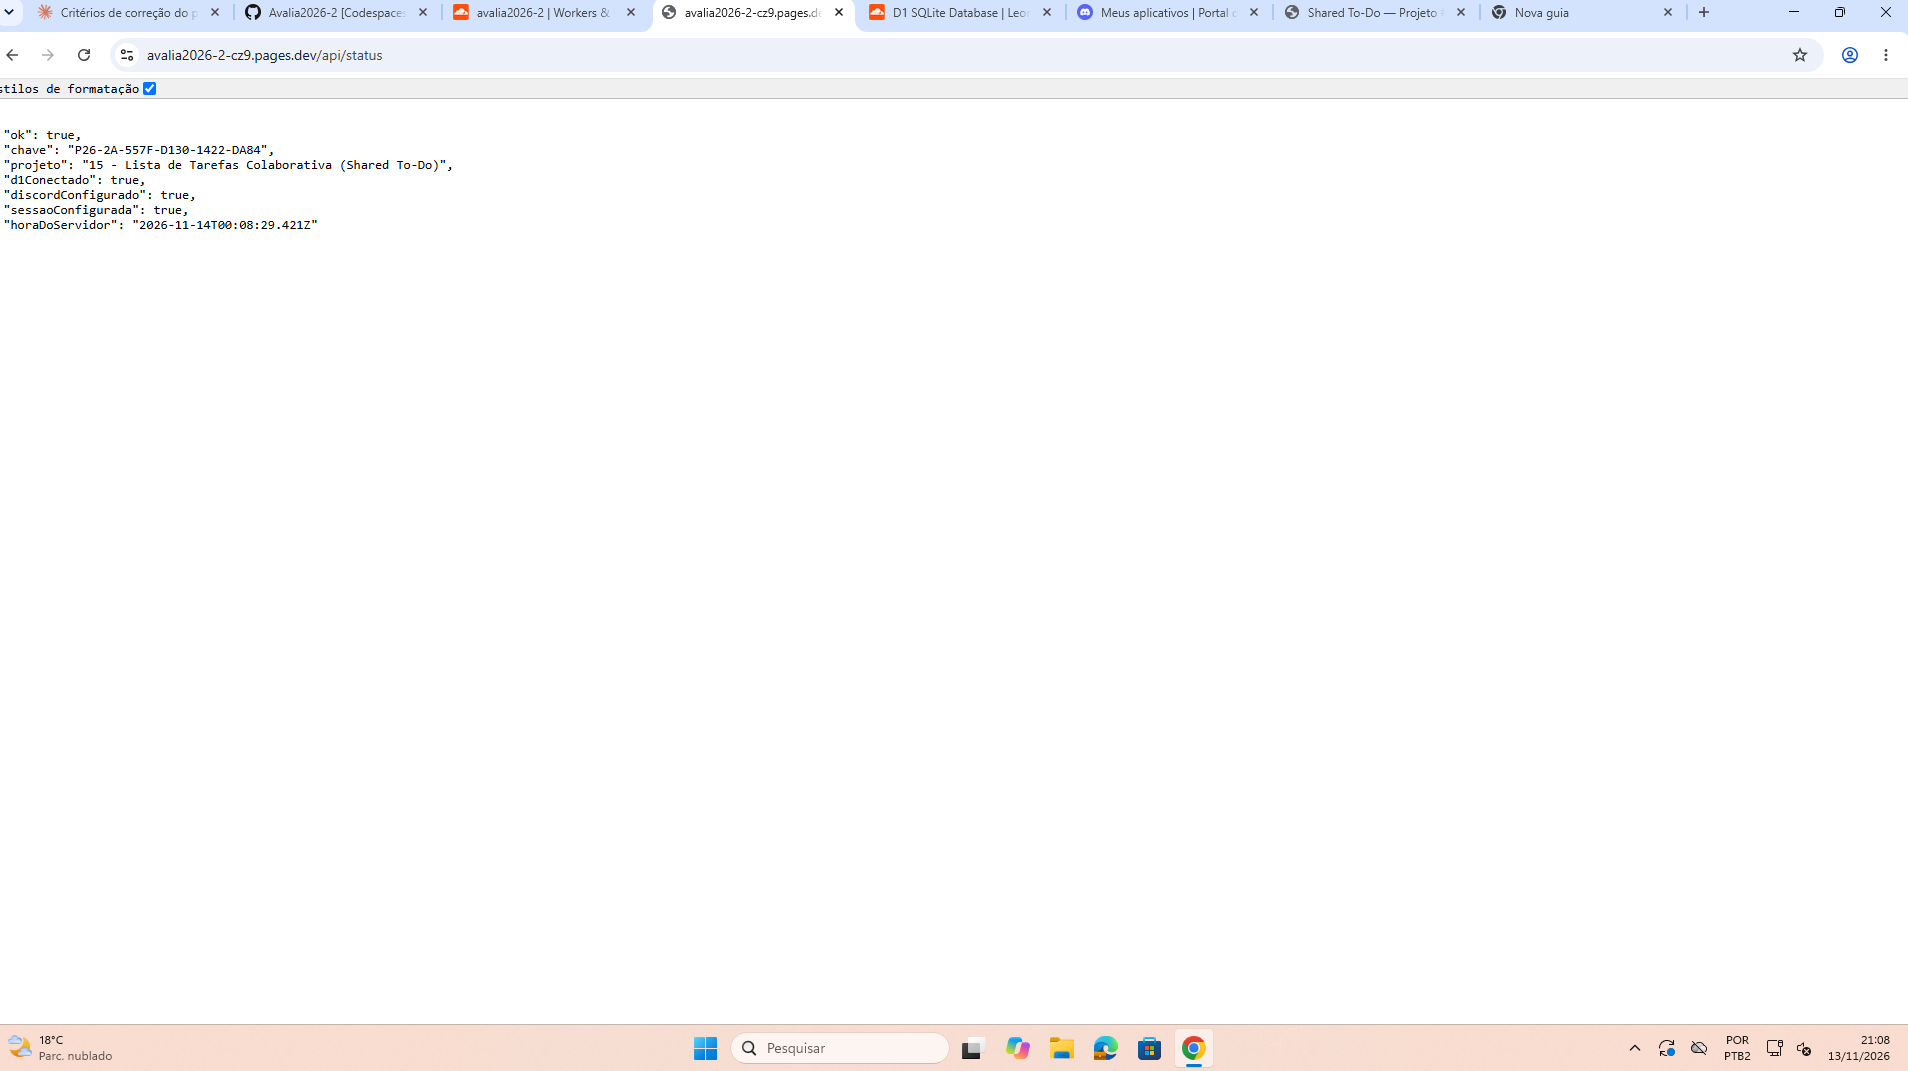 Critérios de correção do p
Avalia2026-2 [Codespaces
avalia2026-2 | Workers &
avalia2026-2-cz9.pages.de
D1 SQLite Database | Leon
Meus aplicativos | Portal d
Shared To-Do — Projeto
Nova guia
avalia2026-2-cz9.pages.dev/api/status
stilos de formatação
"ok": true,
"chave": "P26-2A-557F-D130-1422-DA84",
"projeto": "15 - Lista de Tarefas Colaborativa (Shared To-Do)",
"d1Conectado": true,
"discordConfigurado": true,
"sessaoConfigurada": true,
"horaDoServidor": "2026-11-14T00:08:29.421Z"
18°C
Parc. nublado
Pesquisar
POR
PTB2
21:08
13/11/2026